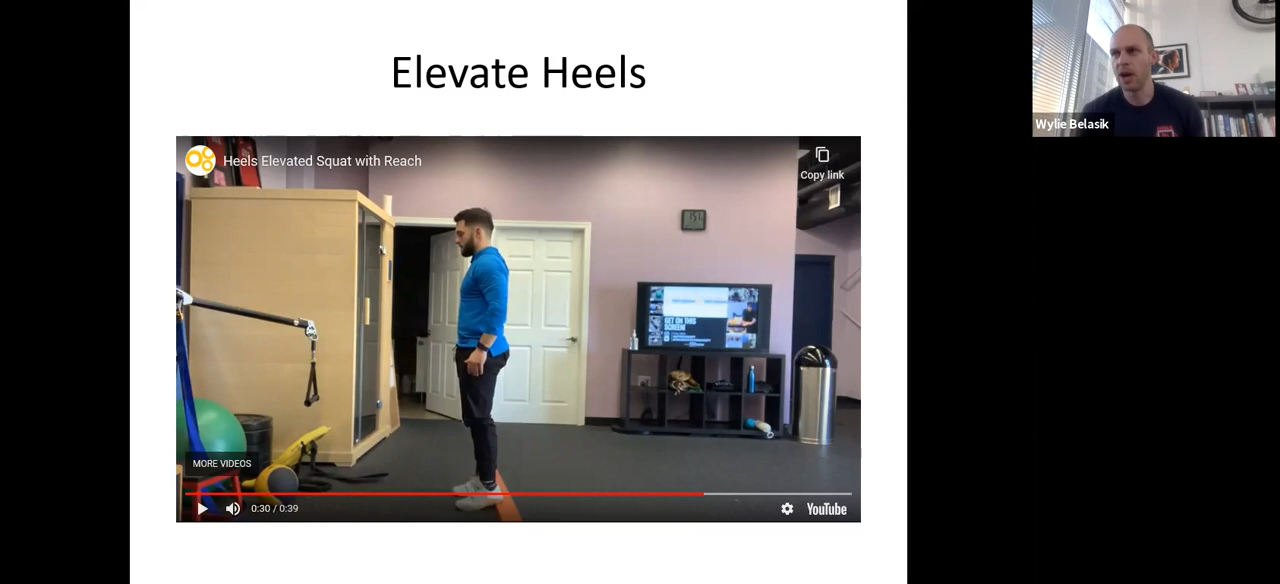 Elevate Heels
Wylie Belasik
Heels Elevated Squat with Reach
Copy link
GET ON THIS
SCREEN!
MORE VIDEOS
0:30 / 0:39
YouTube